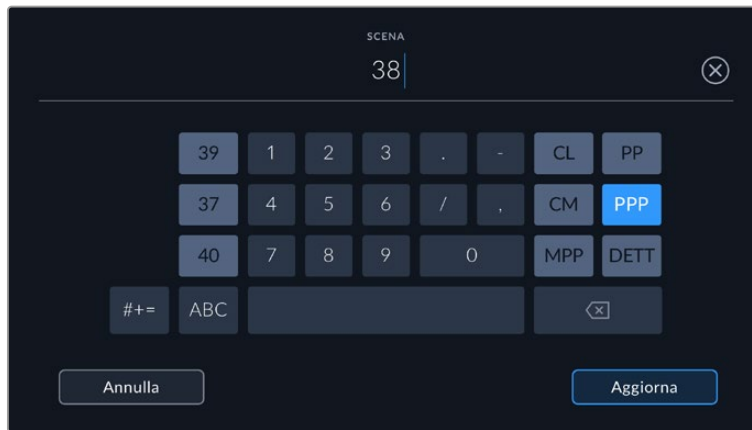 SCENA
38
39 1 2 3 . - CL PP
37 4 5 6 / , CM PPP
40 7 8 9 0 MPP DETT
#+= ABC
Annulla Aggiorna